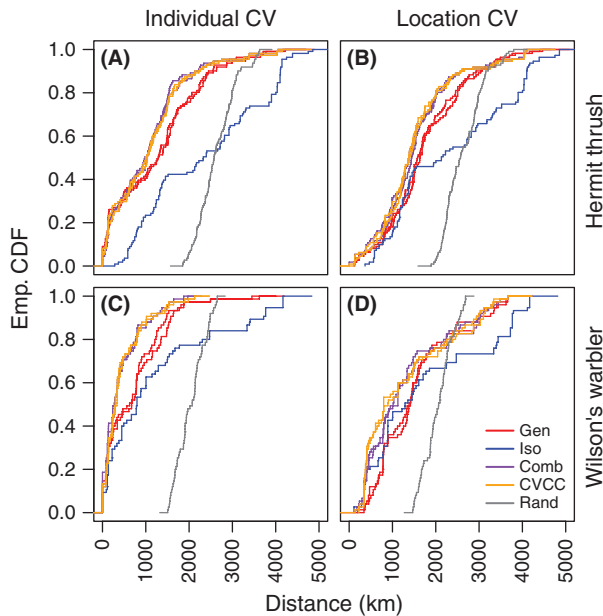 Individual CV
Location CV
(A)
(B)
(C)
(D)
Emp. CDF
1.0
0.8
0.6
0.4
0.2
0.0
1.0
0.8
0.6
0.4
0.2
0.0
Hermit thrush
Wilson's warbler
Gen
Iso
Comb
CVCC
Rand
0
1000
2000
3000
4000
5000
0
1000
2000
3000
4000
5000
Distance (km)